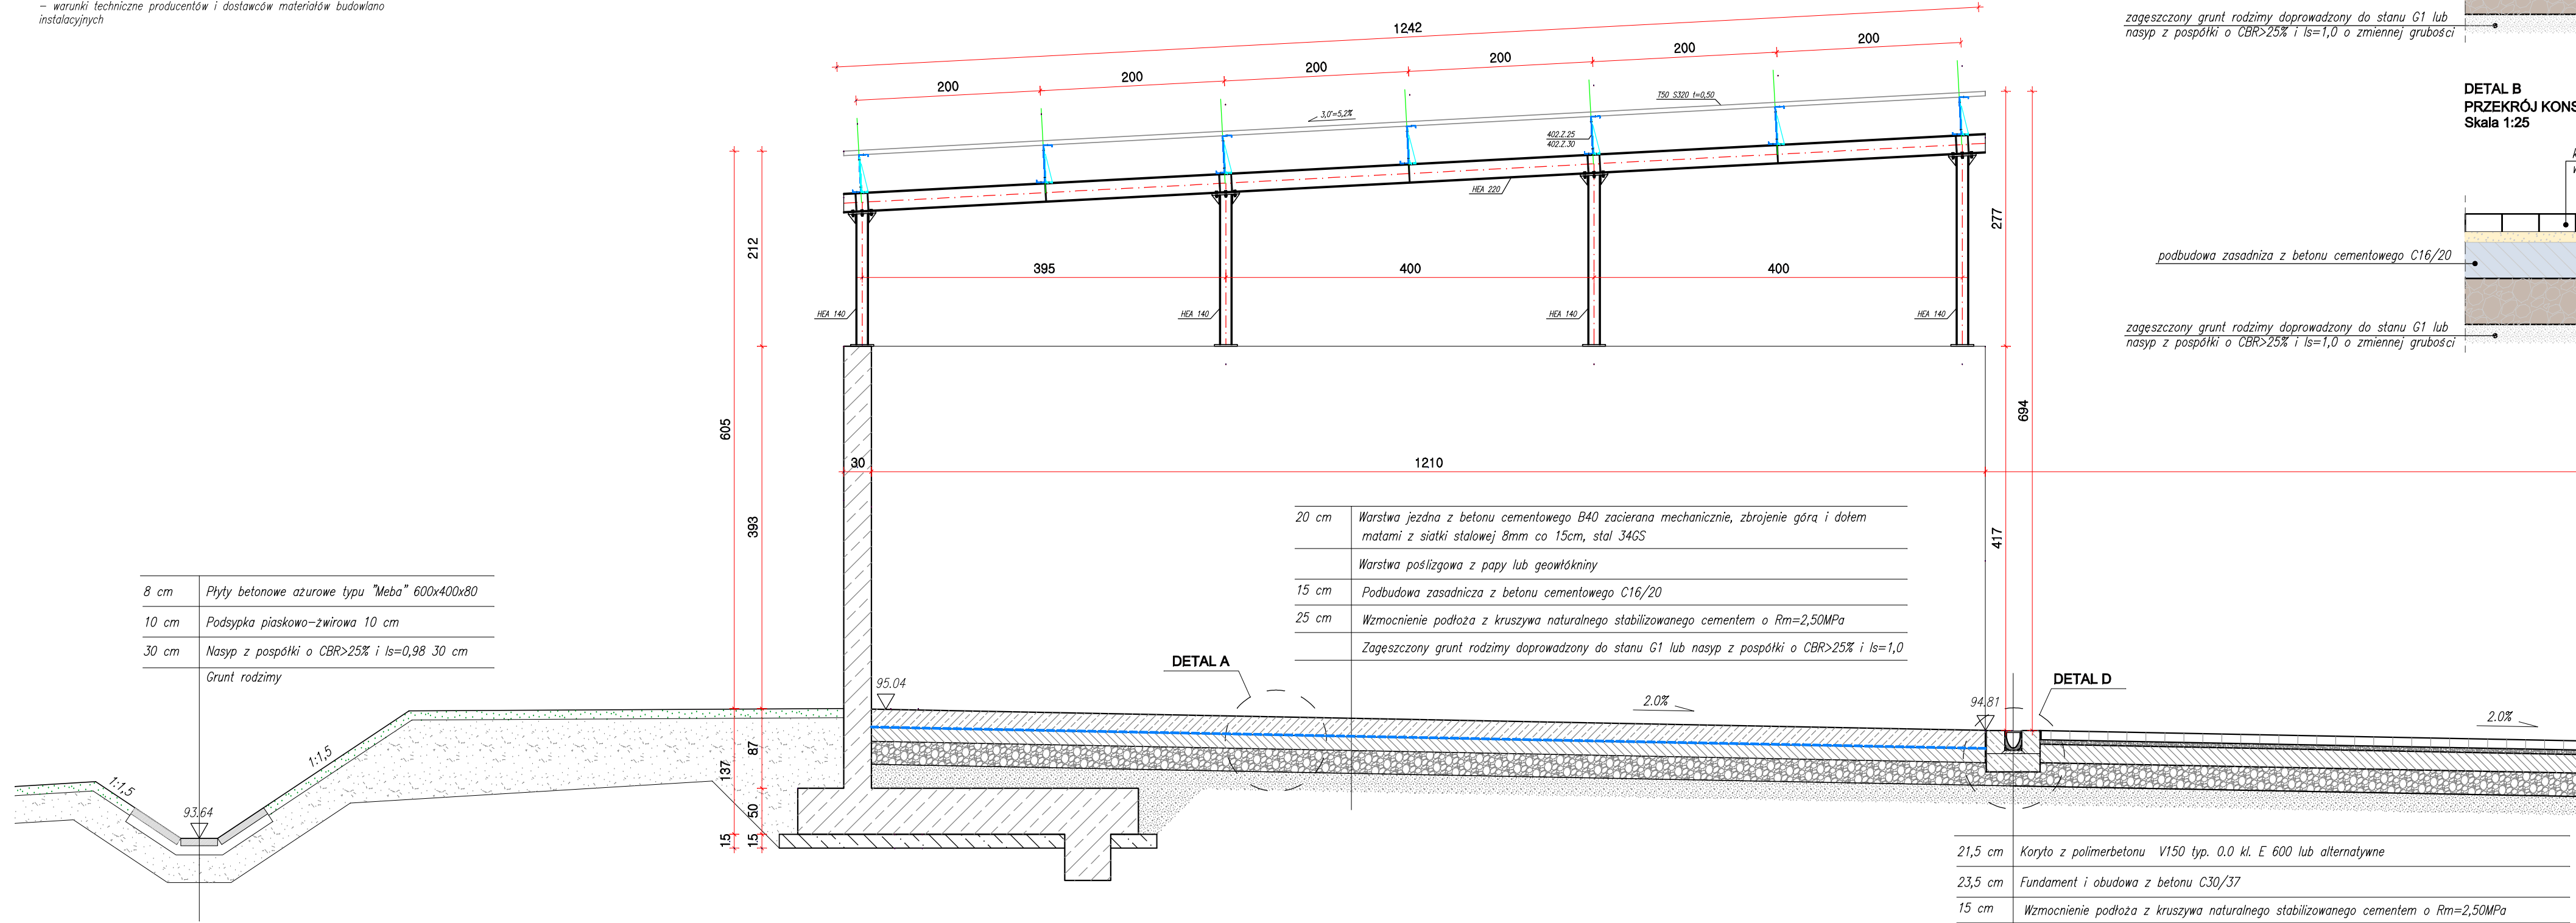 – warunki techniczne producentów i dostawców materiałów budowlano
instalacyjnych
1242
200
200
200
200
200
200
3,0°=5,2%
T50 S320 t=0,50
402.Z.25
402.Z.30
HEA 220
212
277
395
400
400
HEA 140
HEA 140
HEA 140
HEA 140
605
694
30
1210
393
417
20 cm Warstwa jezdna z betonu cementowego B40 zacierana mechanicznie, zbrojenie górą i dołem
matami z siatki stalowej 8mm co 15cm, stal 34GS
Warstwa poślizgowa z papy lub geowłókniny
15 cm Podbudowa zasadnicza z betonu cementowego C16/20
25 cm Wzmocnienie podłoża z kruszywa naturalnego stabilizowanego cementem o Rm=2,50MPa
Zagęszczony grunt rodzimy doprowadzony do stanu G1 lub nasyp z pospółki o CBR>25% i Is=1,0
8 cm Płyty betonowe ażurowe typu "Meba" 600x400x80
10 cm Podsypka piaskowo-żwirowa 10 cm
30 cm Nasyp z pospółki o CBR>25% i Is=0,98 30 cm
Grunt rodzimy
DETAL A
DETAL D
95.04
2.0%
94.81
2.0%
1:1,5
1:1,5
93.64
87
137
50
15
15
21,5 cm Koryto z polimerbetonu V150 typ. 0.0 kl. E 600 lub alternatywne
23,5 cm Fundament i obudowa z betonu C30/37
15 cm Wzmocnienie podłoża z kruszywa naturalnego stabilizowanego cementem o Rm=2,50MPa
zagęszczony grunt rodzimy doprowadzony do stanu G1 lub
nasyp z pospółki o CBR>25% i Is=1,0 o zmiennej grubości
DETAL B
PRZEKRÓJ KONS
Skala 1:25
podbudowa zasadniza z betonu cementowego C16/20
zagęszczony grunt rodzimy doprowadzony do stanu G1 lub
nasyp z pospółki o CBR>25% i Is=1,0 o zmiennej grubości